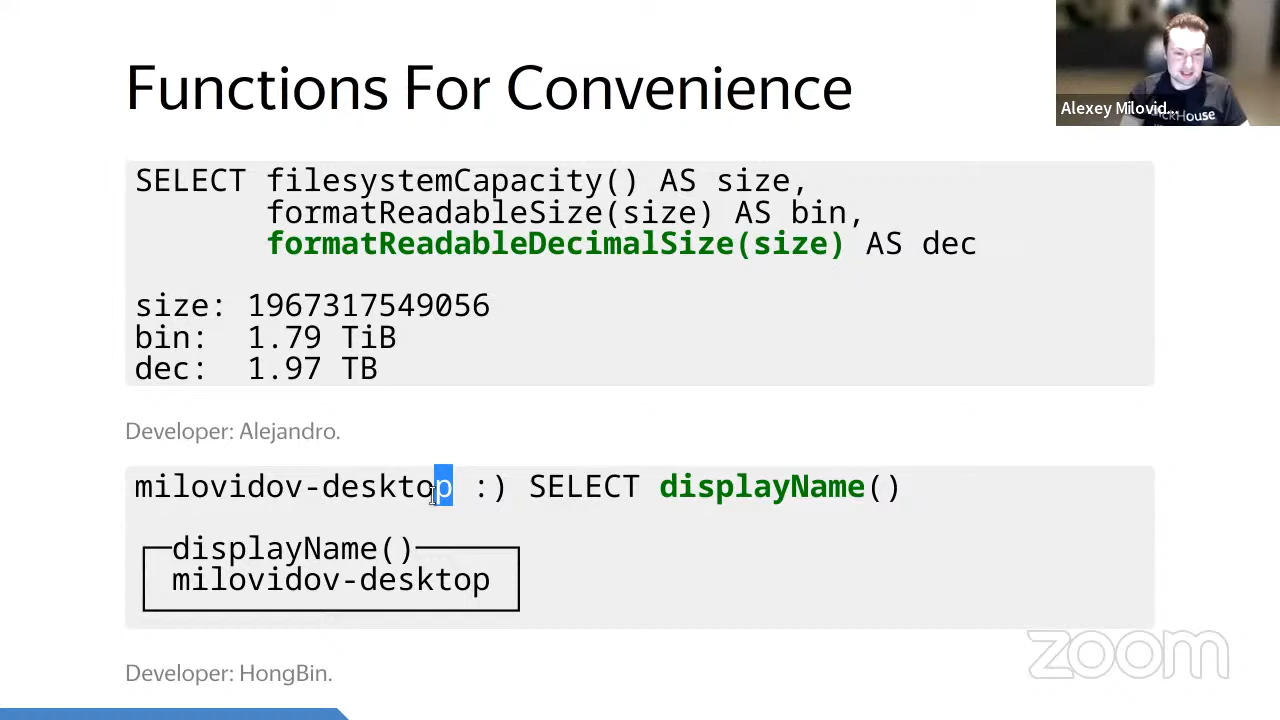 Functions For Convenience
Alexey Milovid...
ckHouse
SELECT filesystemCapacity() AS size,
formatReadableSize(size) AS bin,
formatReadableDecimalSize(size) AS dec
size: 1967317549056
bin: 1.79 TiB
dec: 1.97 TB
Developer: Alejandro.
milovidov-desktop :) SELECT displayName()
displayName()
milovidov-desktop
Developer: HongBin.
zoom